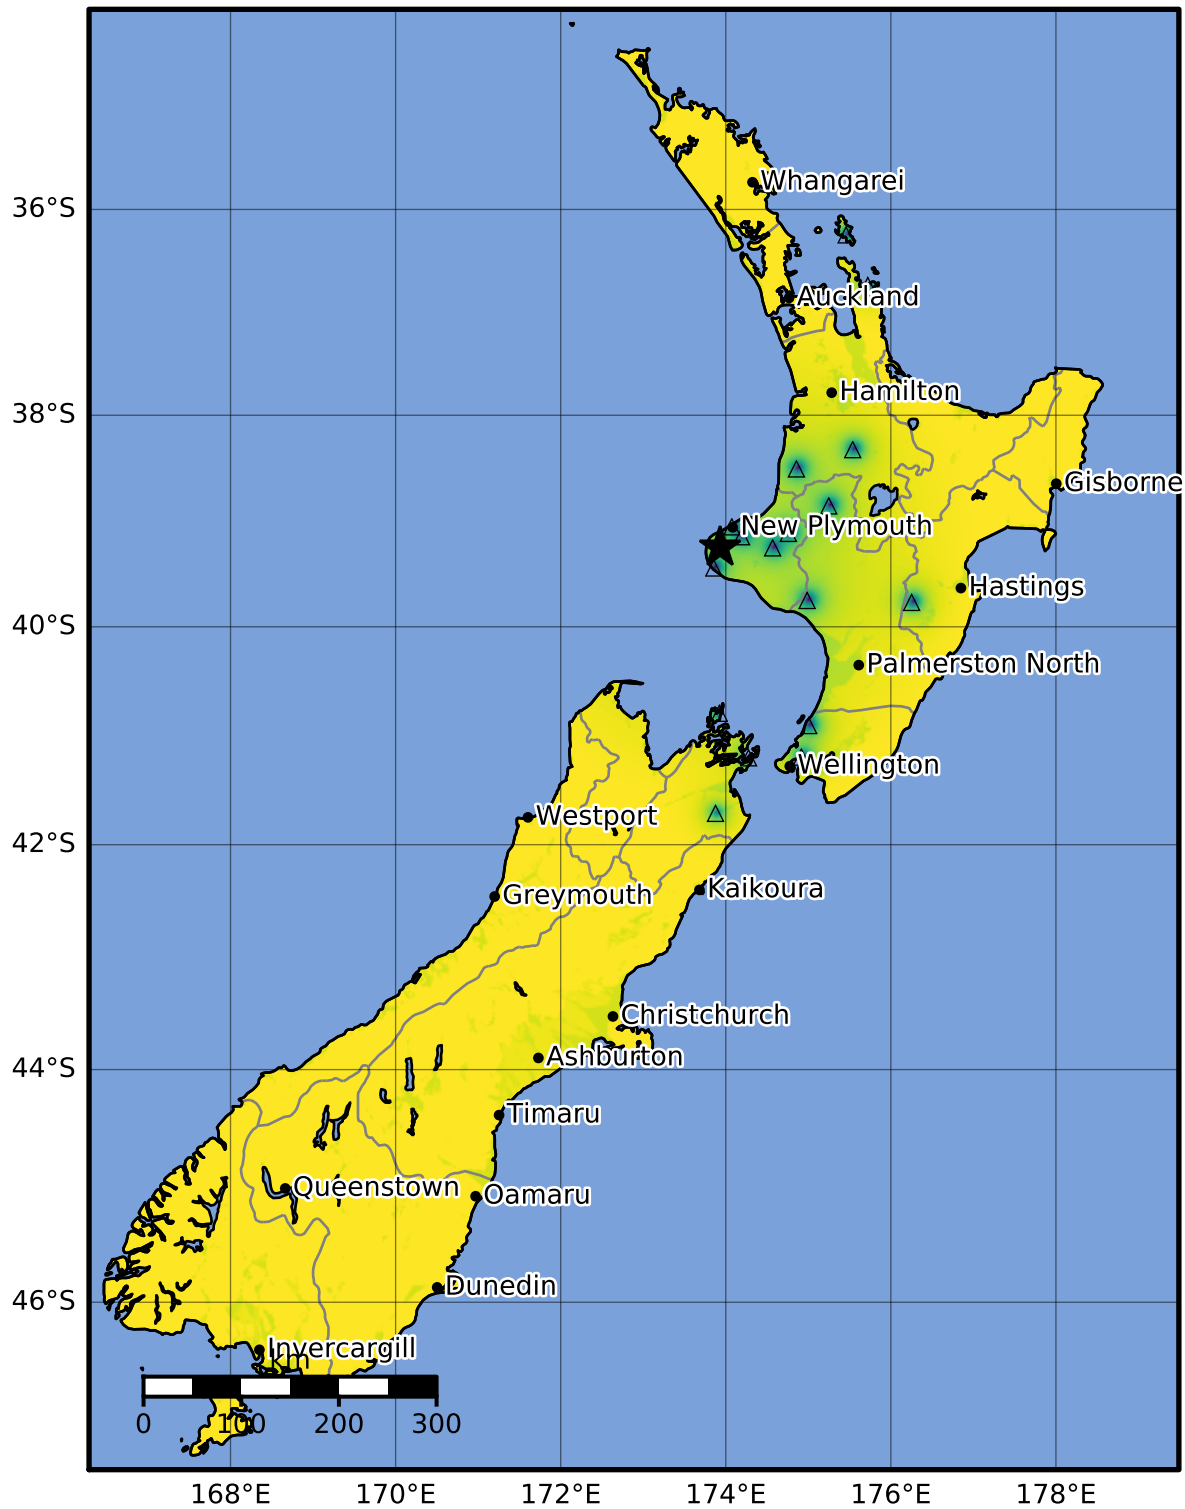 Whangarei
36°S
Auckland
Hamilton
38°S
Gisborne
New Plymouth
Hastings
40°S
Palmerston North
Wellington
Westport
42°S
Kaikoura
Greymouth
Christchurch
Ashburton
44°S
Timaru
Queenstown
Oamaru
Dunedin
46°S
Invercargill
km
0 100 200 300
168°E 170°E 172°E 174°E 176°E 178°E